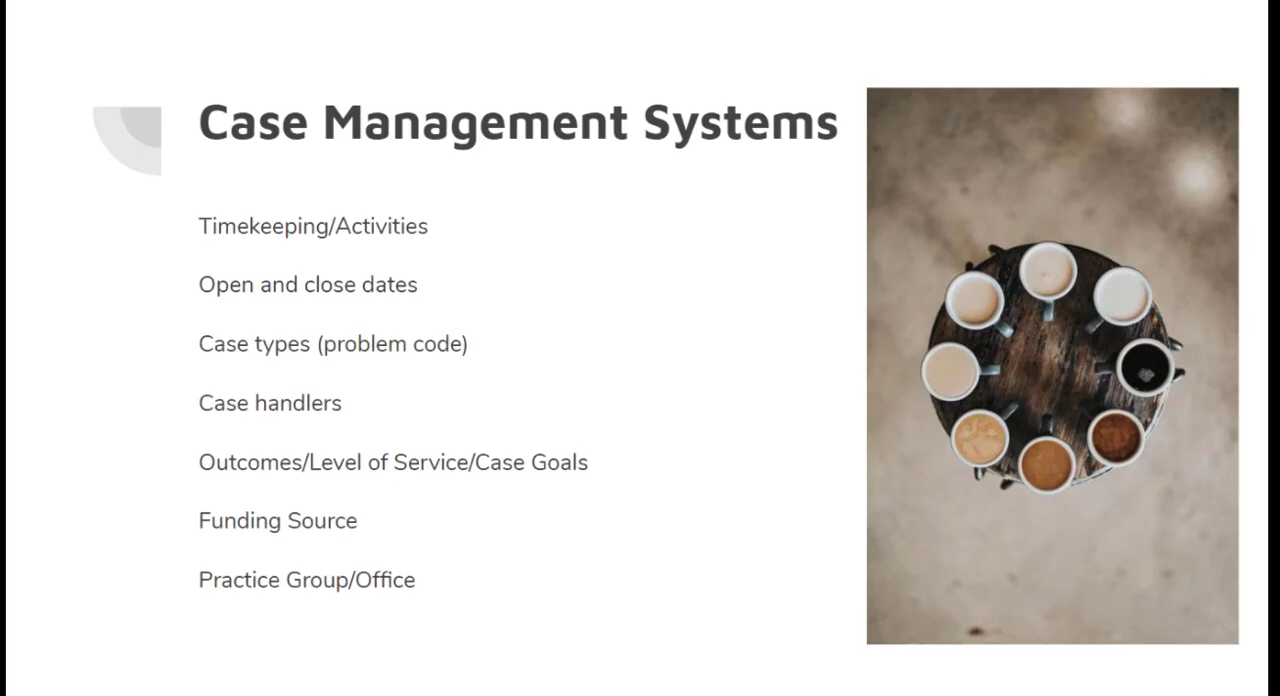 Case Management Systems
Timekeeping/Activities
Open and close dates
Case types (problem code)
Case handlers
Outcomes/Level of Service/Case Goals
Funding Source
Practice Group/Office